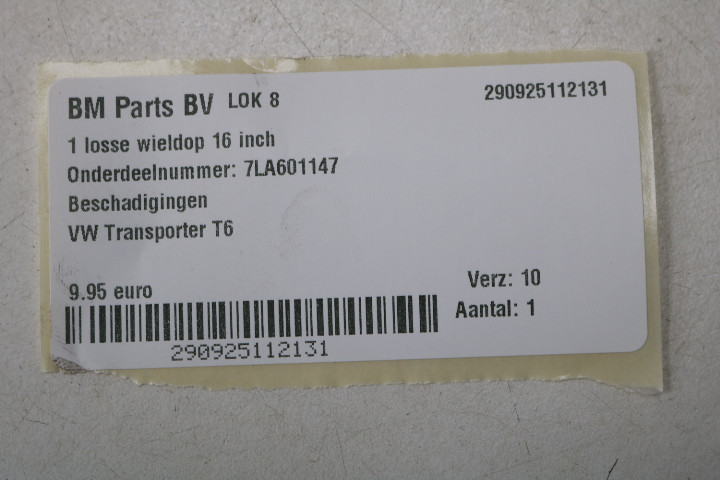 BM Parts BV LOK 8 290925112131
1 losse wieldop 16 inch
Onderdeelnummer: 7LA601147
Beschadigingen
VW Transporter T6
9.95 euro Verz: 10
Aantal: 1
290925112131